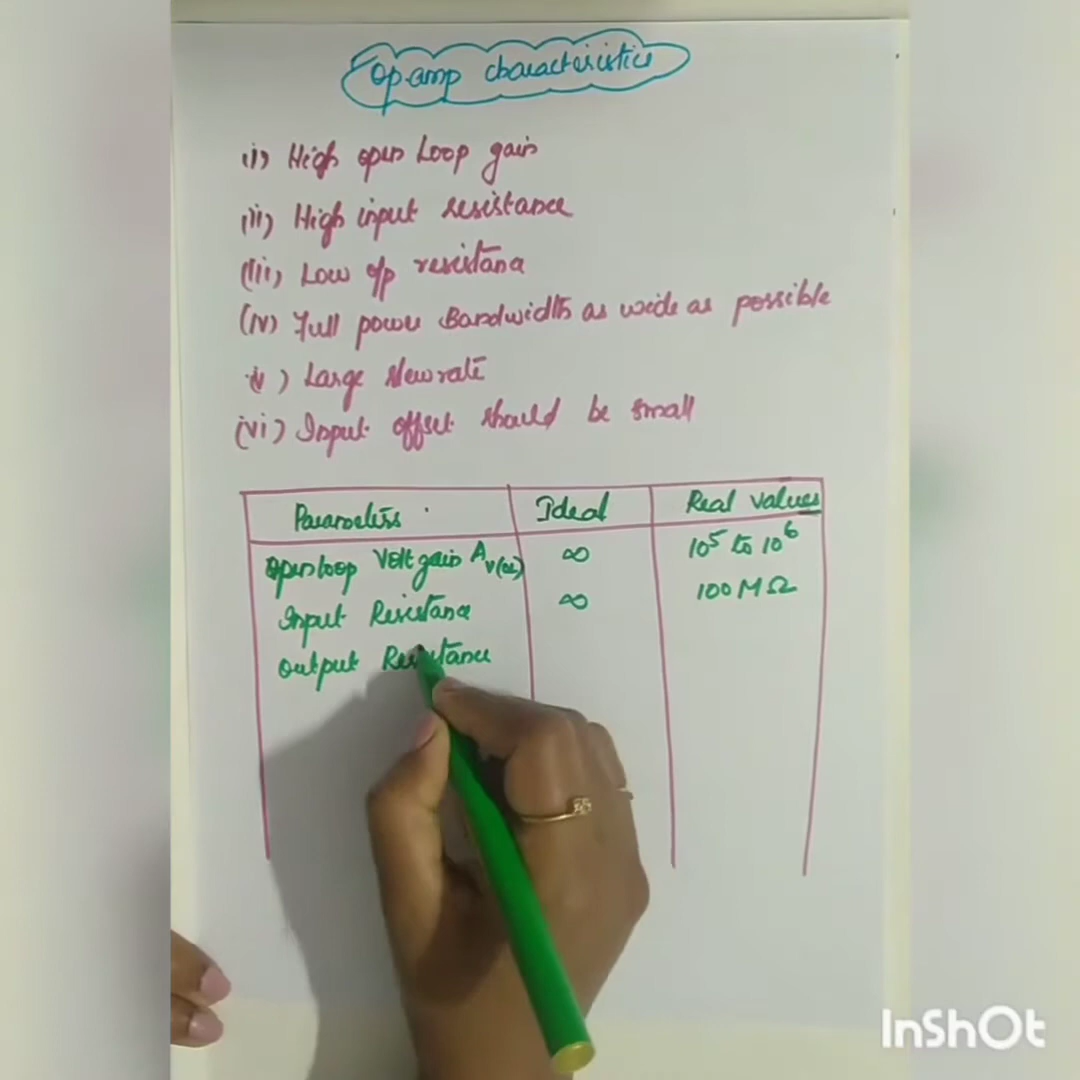 Op-amp characteristics
(i) High open Loop gain
(ii) High input resistance
(iii) Low o/p resistance
(iv) Full power Bandwidth as wide as possible
(v) Large slew rate
(vi) Input offset should be small
Parameters Ideal Real values
Open loop Volt gain Av(OL) ∞ 10⁵ to 10⁶
Input Resistance ∞ 100 MΩ
Output Resistance
InShOt